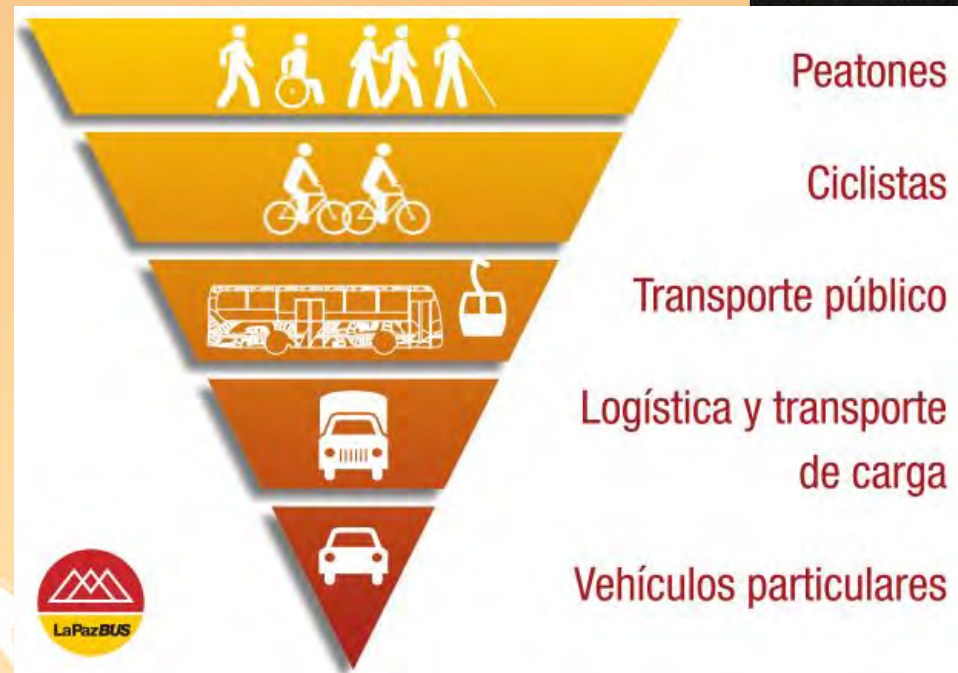 Peatones
Ciclistas
Transporte público
Logística y transporte
de carga
Vehículos particulares
LaPazBUS